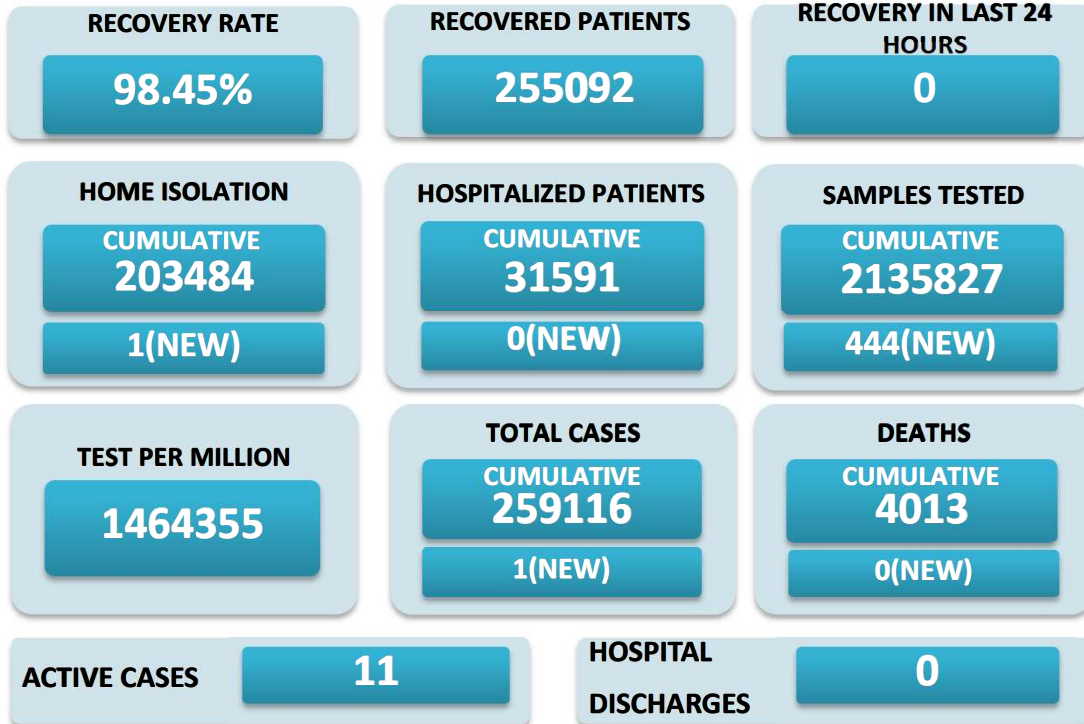 RECOVERY RATE
98.45%
RECOVERED PATIENTS
255092
RECOVERY IN LAST 24
HOURS
0
HOME ISOLATION
CUMULATIVE
203484
1(NEW)
HOSPITALIZED PATIENTS
CUMULATIVE
31591
0(NEW)
SAMPLES TESTED
CUMULATIVE
2135827
444(NEW)
TEST PER MILLION
1464355
TOTAL CASES
CUMULATIVE
259116
1(NEW)
DEATHS
CUMULATIVE
4013
0(NEW)
ACTIVE CASES
11
HOSPITAL
DISCHARGES
0